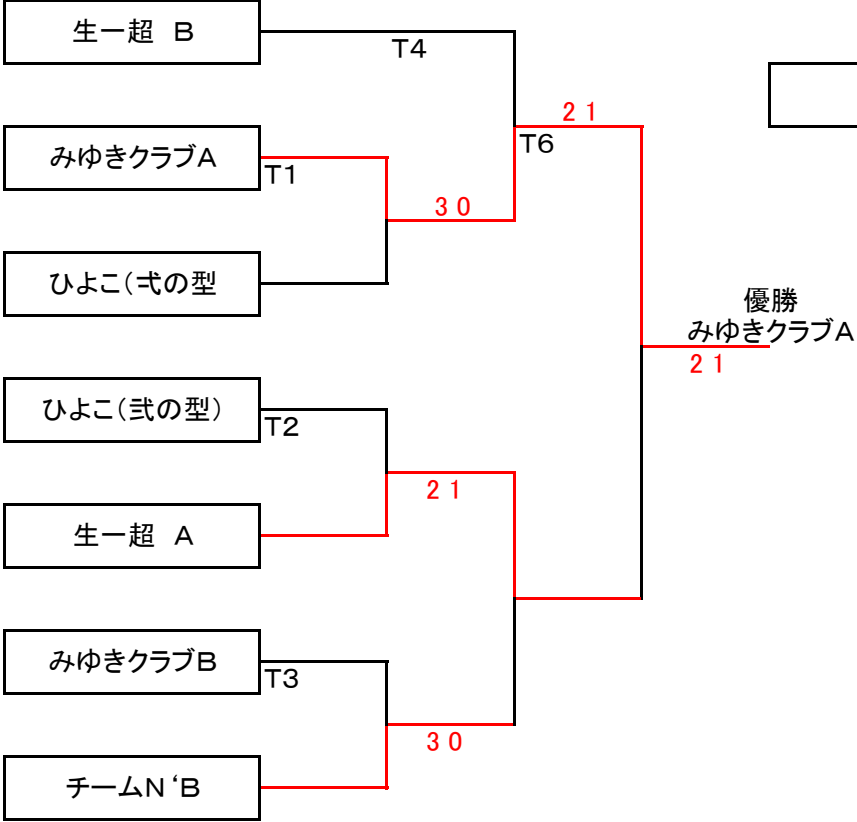 生一超 B
T4
２１
みゆきクラブA
T1
T6
３０
ひよこ（弐の型
優勝
みゆきクラブA
２１
ひよこ（弐の型）
T2
２１
生一超 A
みゆきクラブB
T3
３０
チームN‘B